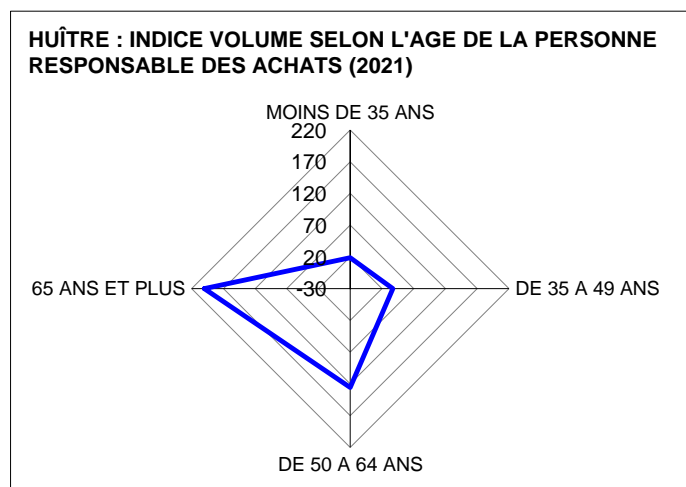 HUÎTRE : INDICE VOLUME SELON L'AGE DE LA PERSONNE
RESPONSABLE DES ACHATS (2021)
MOINS DE 35 ANS
220
170
120
70
20
-30
65 ANS ET PLUS
DE 35 A 49 ANS
DE 50 A 64 ANS